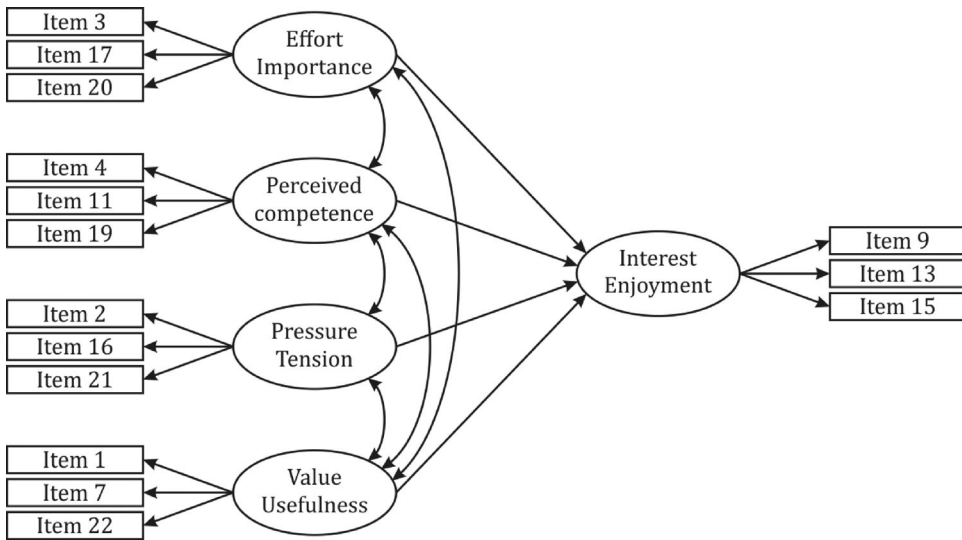 Item 3
Item 17
Item 20
Effort
Importance
Item 4
Item 11
Item 19
Perceived
competence
Item 2
Item 16
Item 21
Pressure
Tension
Item 1
Item 7
Item 22
Value
Usefulness
Interest
Enjoyment
Item 9
Item 13
Item 15